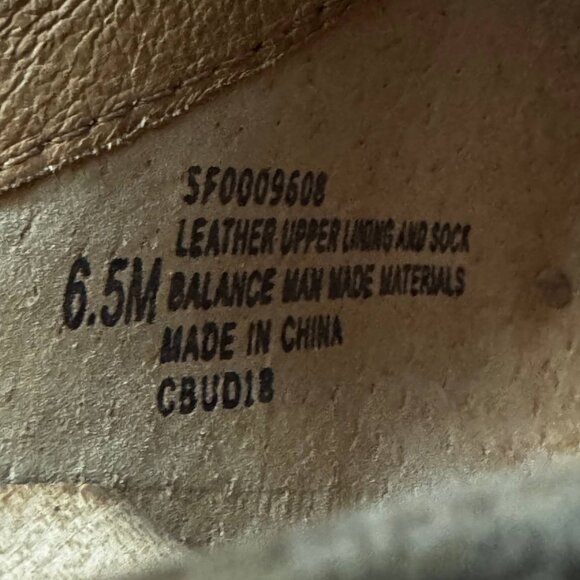 SF0009608
LEATHER UPPER LINING AND SOCK
6.5M BALANCE MAN MADE MATERIALS
MADE IN CHINA
CBUD18